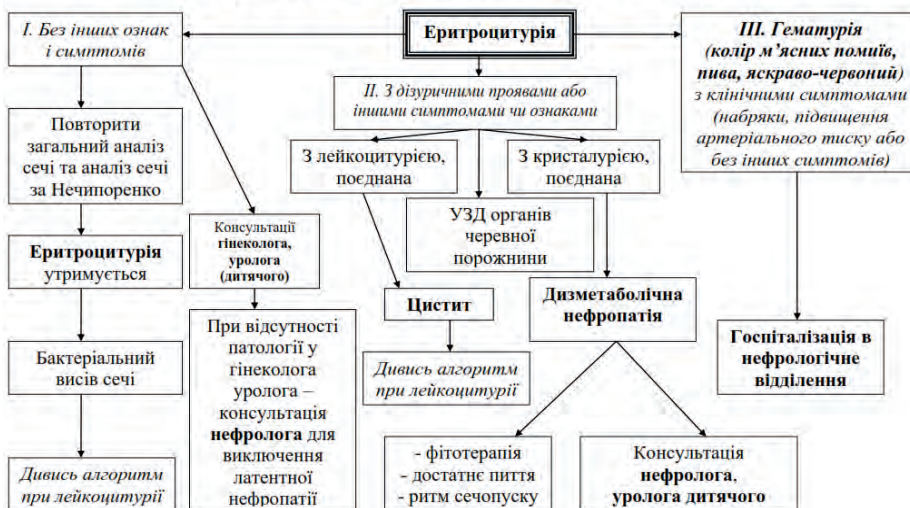 Еритроцитурія
І. Без інших ознак
і симптомів
Повторити
загальний аналіз
сечі та аналіз сечі
за Нечипоренко
Еритроцитурія
утримується
Бактеріальний
висів сечі
Дивись алгоритм
при лейкоцитурії
Консультації
гінеколога,
уролога
(дитячого)
При відсутності
патології у
гінеколога
уролога –
консультація
нефролога для
виключення
латентної
нефропатії
ІІ. З дізуричними проявами або
іншими симптомами чи ознаками
З лейкоцитурією,
поєднана
З кристалурією,
поєднана
УЗД органів
черевної
порожнини
Цистит
Дивись алгоритм
при лейкоцитурії
Дизметаболічна
нефропатія
- фітотерапія
- достатнє пиття
- ритм сечопуску
Консультація
нефролога,
уролога дитячого
ІІІ. Гематурія
(колір м’ясних помиїв,
пива, яскраво-червоний)
з клінічними симптомами
(набряки, підвищення
артеріального тиску або
без інших симптомів)
Госпіталізація в
нефрологічне
відділення